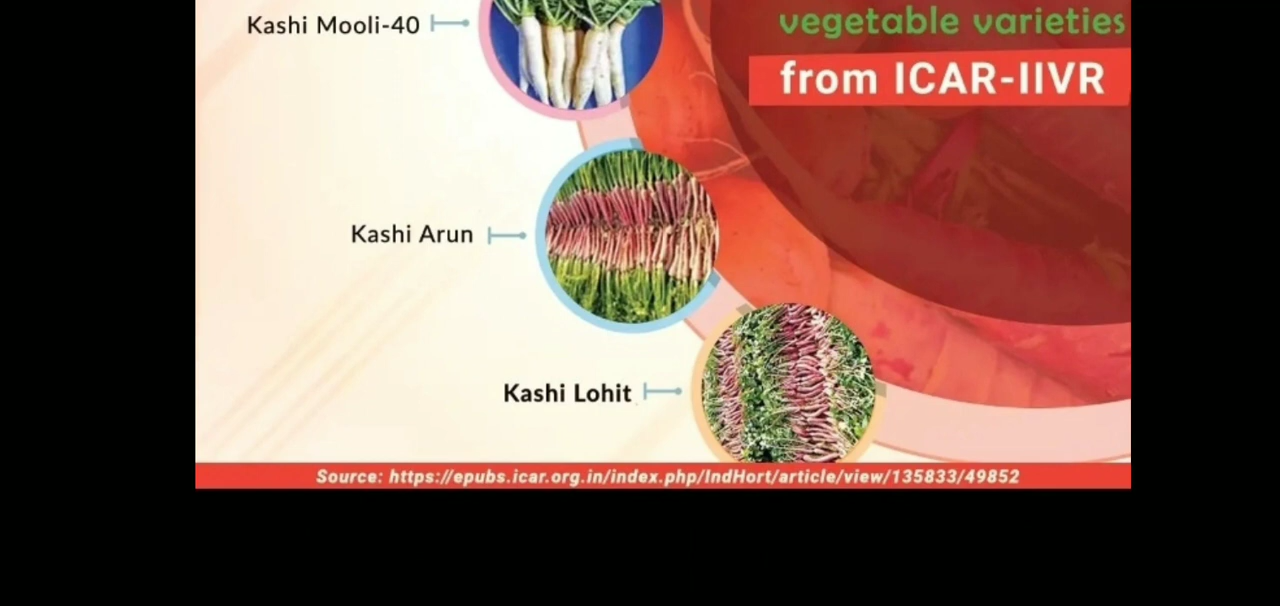 Kashi Mooli-40
vegetable varieties
from ICAR-IIVR
Kashi Arun
Kashi Lohit
Source: https://epubs.icar.org.in/index.php/IndHort/article/view/135833/49852